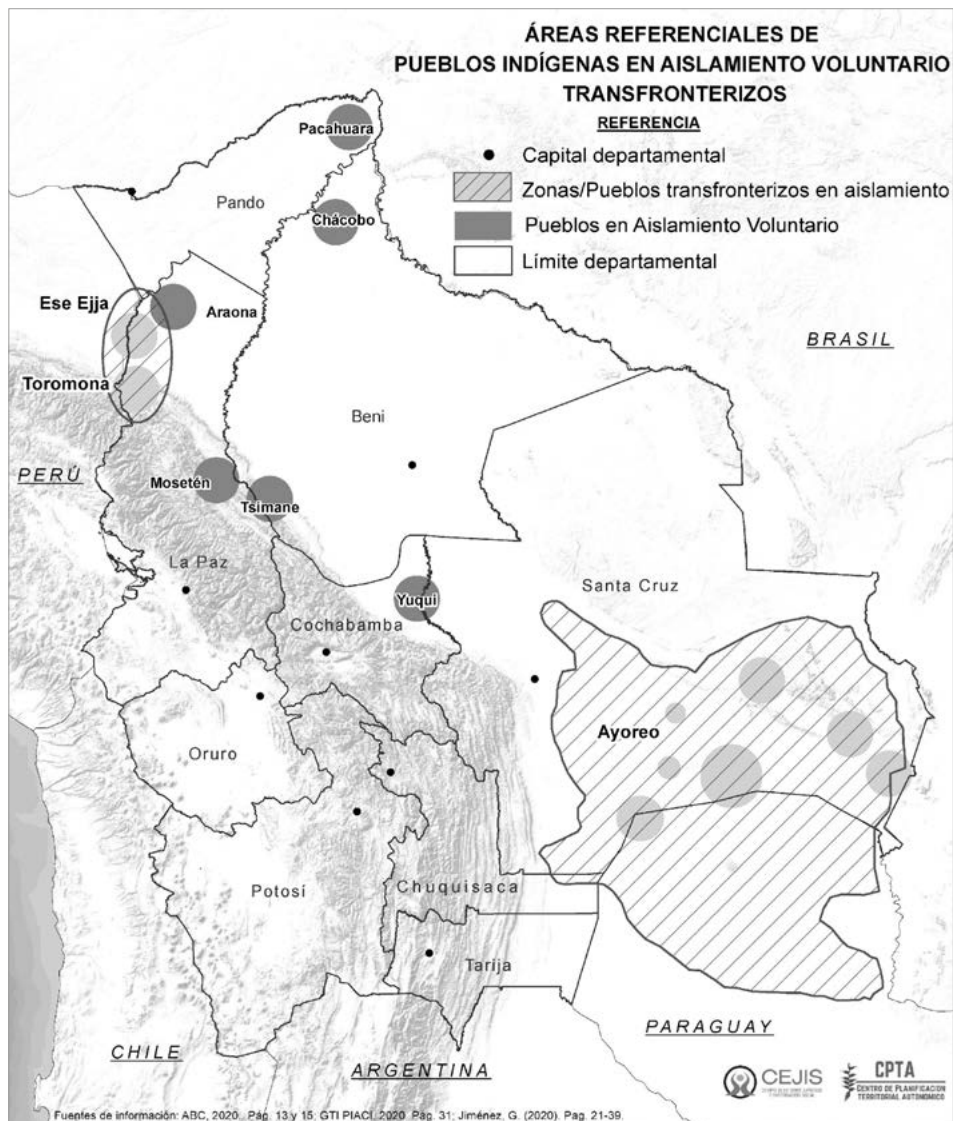 ÁREAS REFERENCIALES DE
PUEBLOS INDÍGENAS EN AISLAMIENTO VOLUNTARIO
TRANSFRONTERIZOS
REFERENCIA
Capital departamental
Zonas/Pueblos transfronterizos en aislamiento
Pueblos en Aislamiento Voluntario
Límite departamental
Pacahuara
Pando
Chácobo
Ese Ejja
Araona
BRASIL
Toromona
Beni
PERÚ
Mosetén
Tsimane
La Paz
Santa Cruz
Yuqui
Cochabamba
Ayoreo
Oruro
Potosí
Chuquisaca
Tarija
PARAGUAY
CHILE
ARGENTINA
CEJIS
CPTA
CENTRO DE PLANIFICACIÓN
TERRITORIAL AUTONÓMICO
Fuentes de información: ABC, 2020. Pág. 13 y 15; GTI PIACI, 2020. Pag. 31; Jiménez, G. (2020). Pag. 21-39.